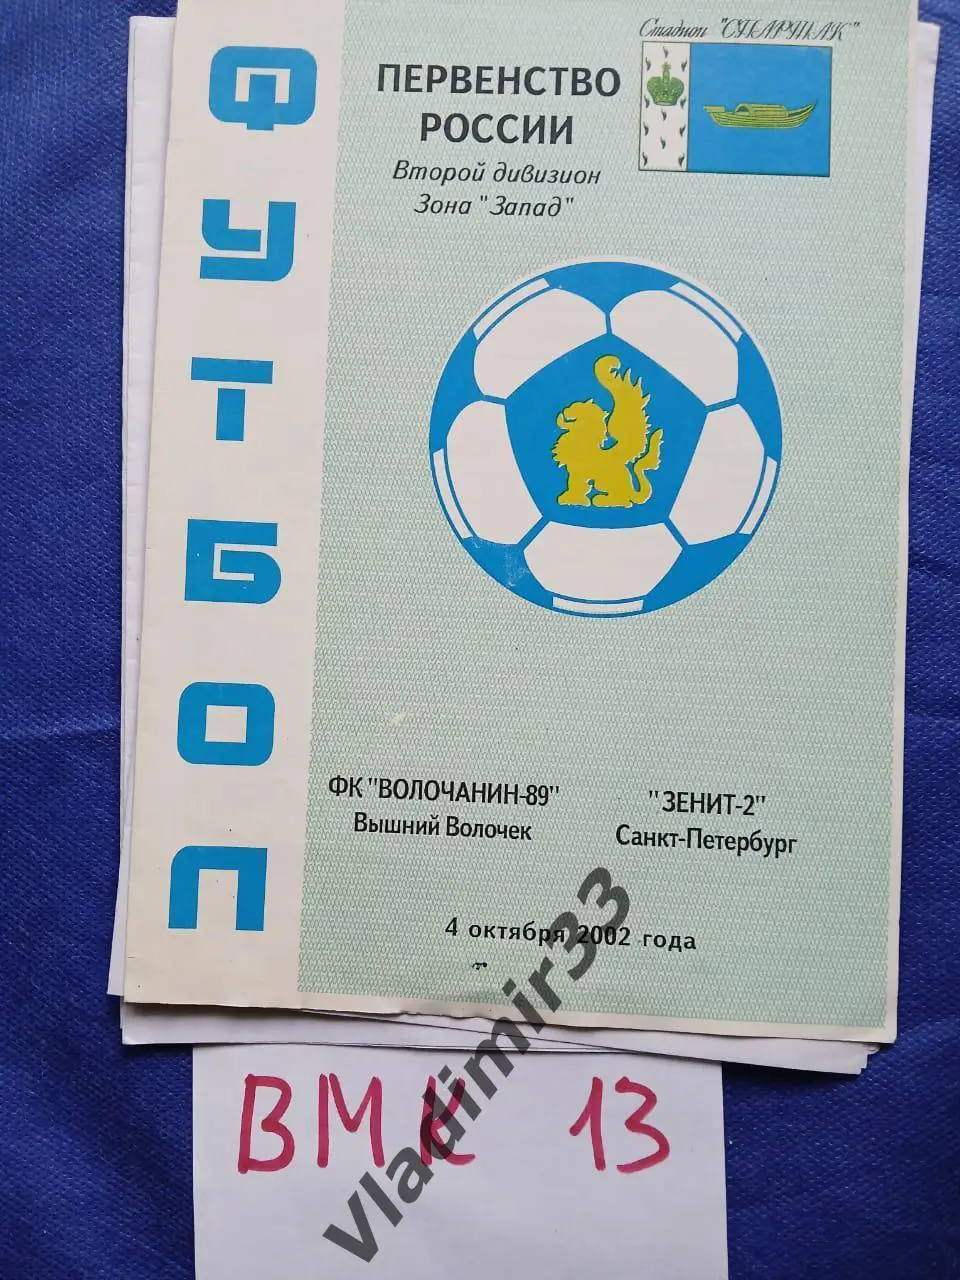 ФУТБОЛ
Стадион "СПАРТАК"
ПЕРВЕНСТВО
РОССИИ
Второй дивизион
Зона "Запад"
ФК "ВОЛОЧАНИН-89"
Вышний Волочек
"ЗЕНИТ-2"
Санкт-Петербург
4 октября 2002 года
vladimir33
ВМК 13